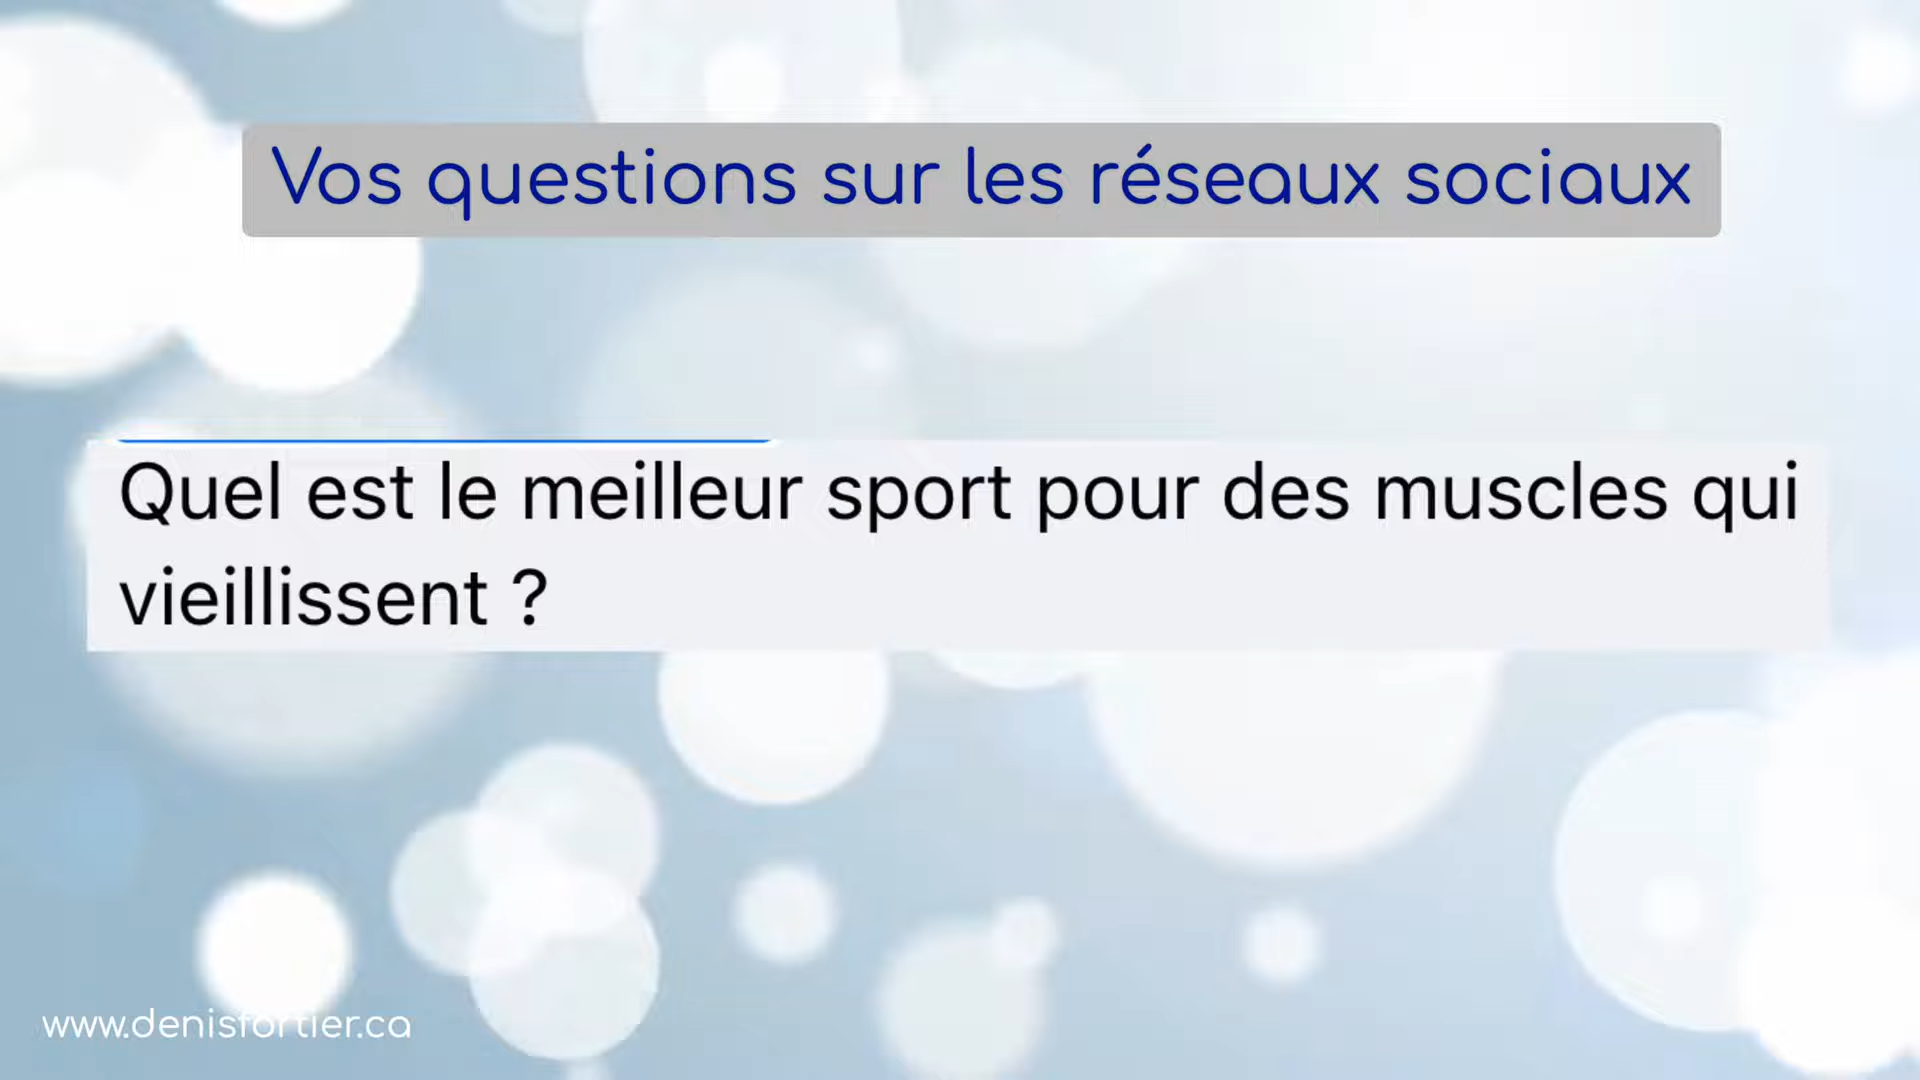 Vos questions sur les réseaux sociaux
Quel est le meilleur sport pour des muscles qui
vieillissent ?
www.denisfortier.ca